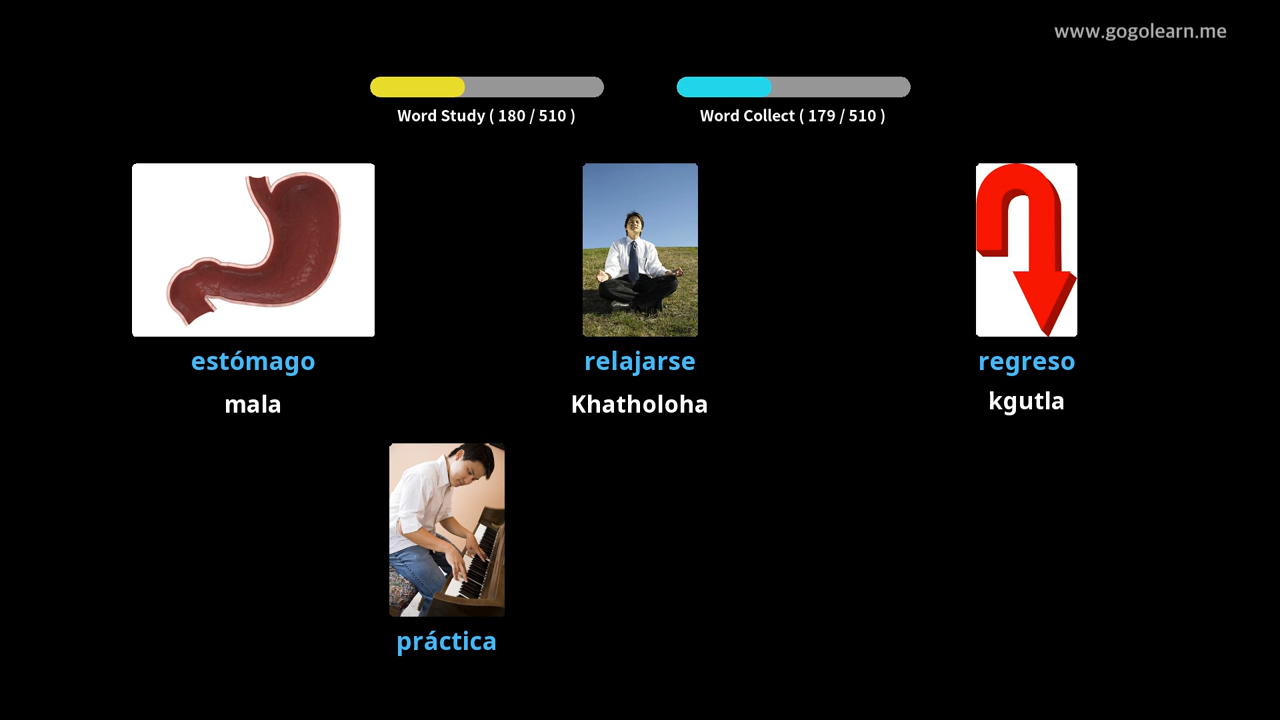 www.gogolearn.me
Word Study ( 180 / 510 )
Word Collect ( 179 / 510 )
estómago
relajarse
regreso
mala
Khatholoha
kgutla
práctica